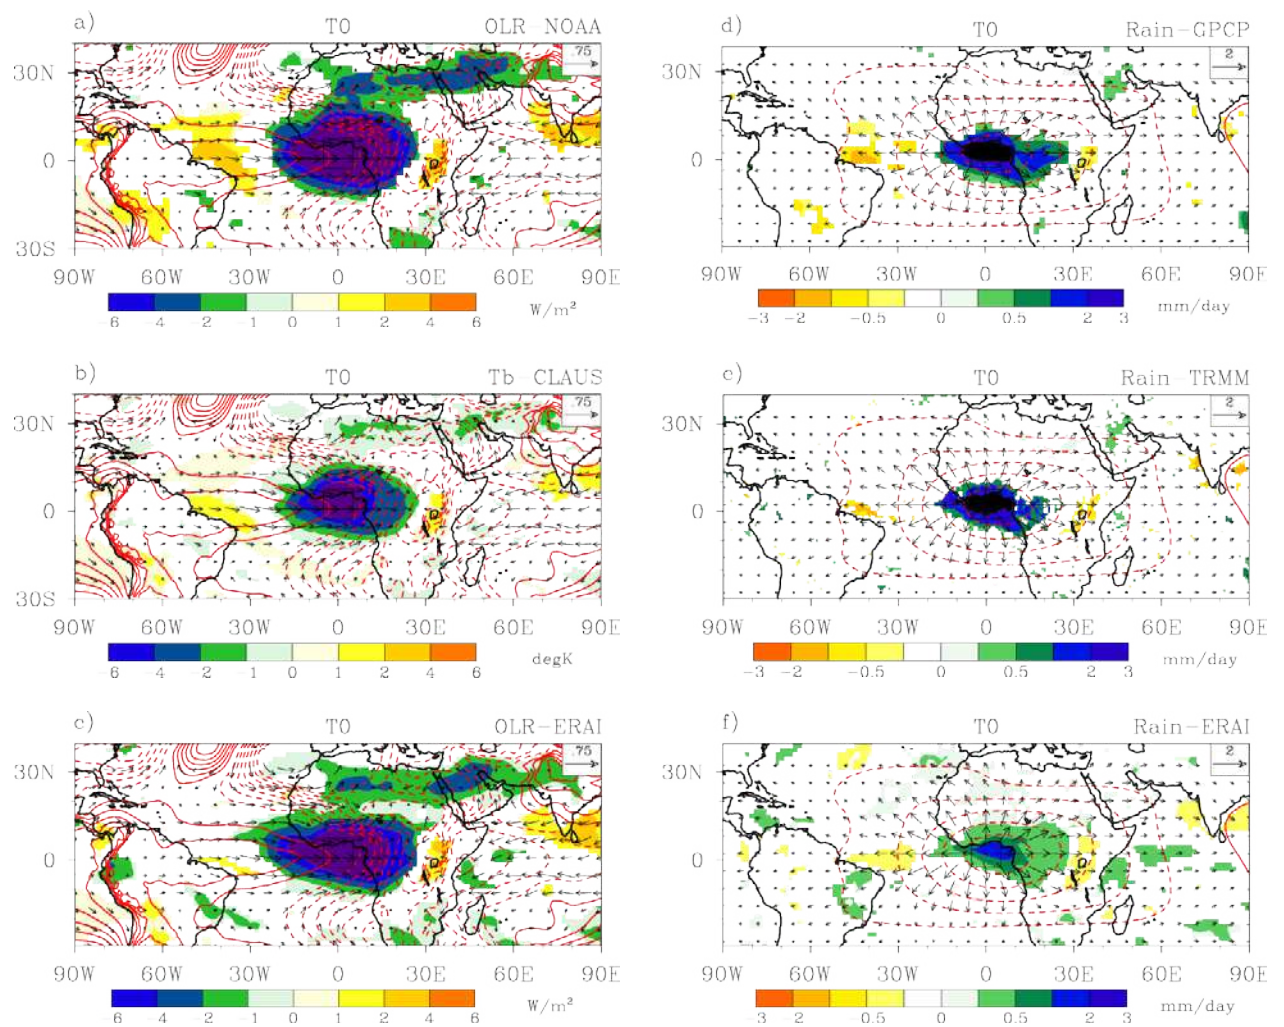 a) T0 OLR-NOAA
.75
30N
0
30S
90W 60W 30W 0 30E 60E 90E
-6 -4 -2 -1 0 1 2 4 6 W/m²
d) T0 Rain-GPCP
2
30N
0
90W 60W 30W 0 30E 60E 90E
-3 -2 -0.5 0 0.5 2 3 mm/day
b) T0 Tb-CLAUS
.75
30N
0
30S
90W 60W 30W 0 30E 60E 90E
-6 -4 -2 -1 0 1 2 4 6 degK
e) T0 Rain-TRMM
2
30N
0
90W 60W 30W 0 30E 60E 90E
-3 -2 -0.5 0 0.5 2 3 mm/day
c) T0 OLR-ERAI
.75
30N
0
90W 60W 30W 0 30E 60E 90E
-6 -4 -2 -1 0 1 2 4 6 W/m²
f) T0 Rain-ERAI
2
30N
0
90W 60W 30W 0 30E 60E 90E
-3 -2 -0.5 0 0.5 2 3 mm/day